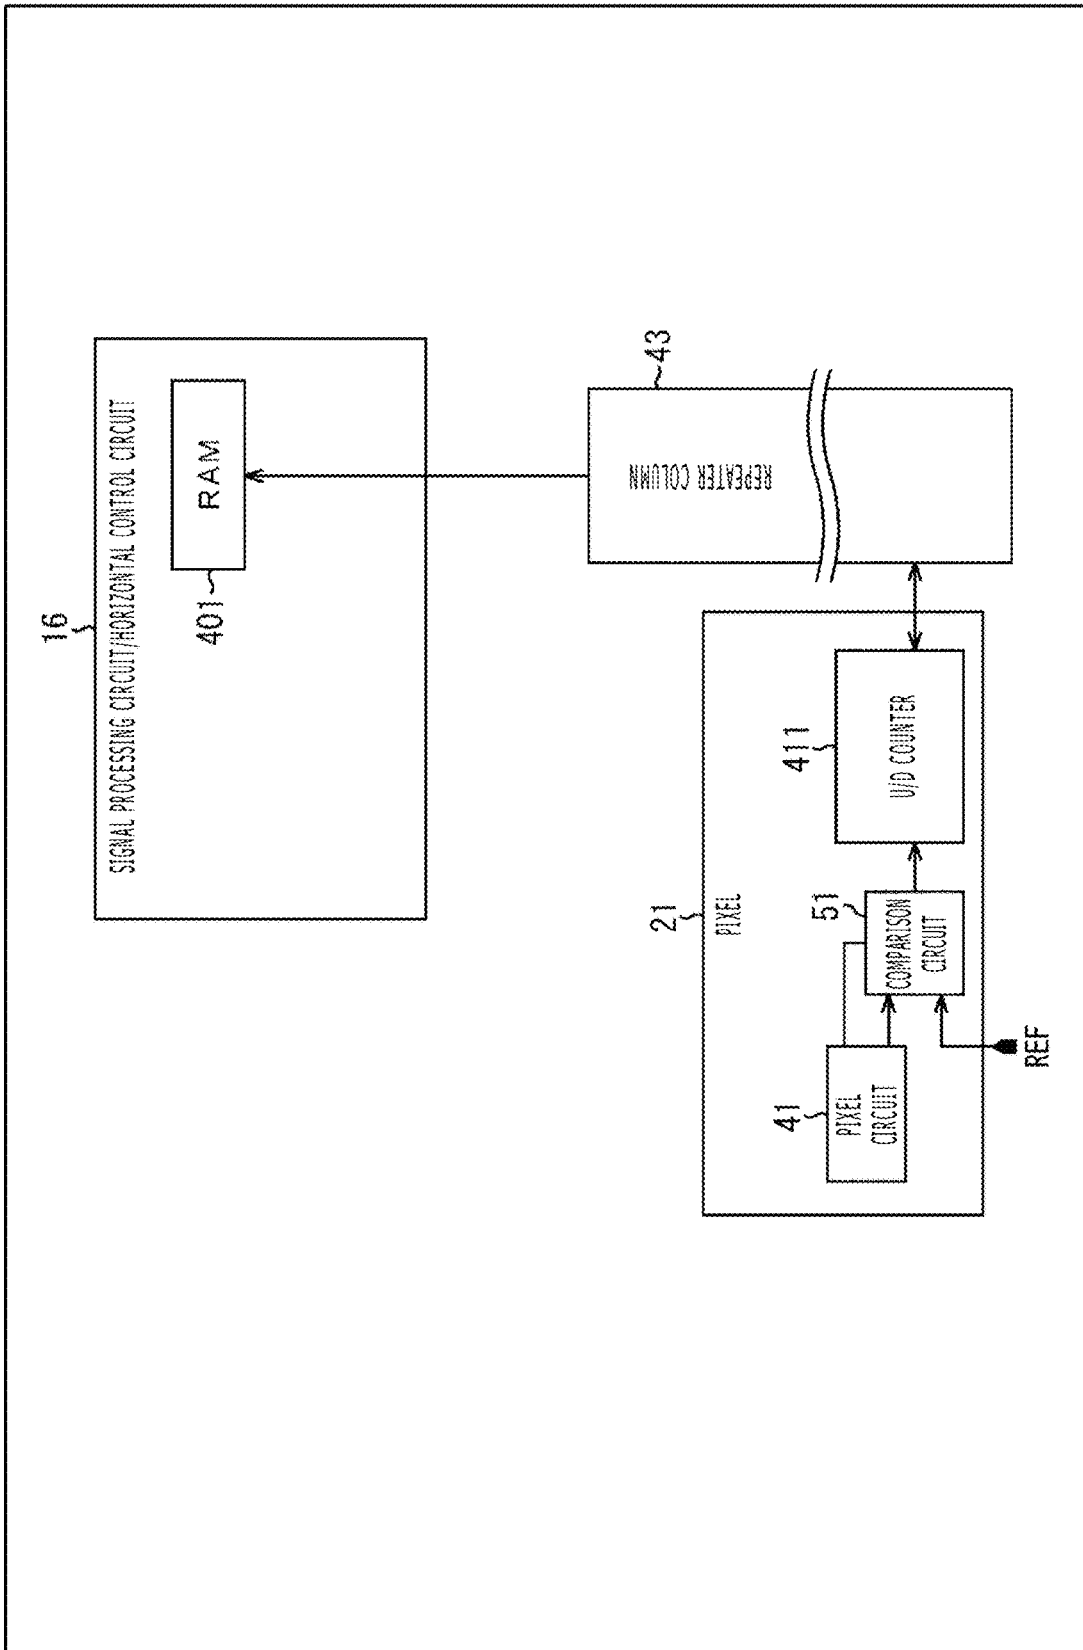 16
SIGNAL PROCESSING CIRCUIT/HORIZONTAL CONTROL CIRCUIT
RAM
401
43
REPEATER COLUMN
21
PIXEL
41
PIXEL
CIRCUIT
51
COMPARISON
CIRCUIT
411
U/D COUNTER
REF